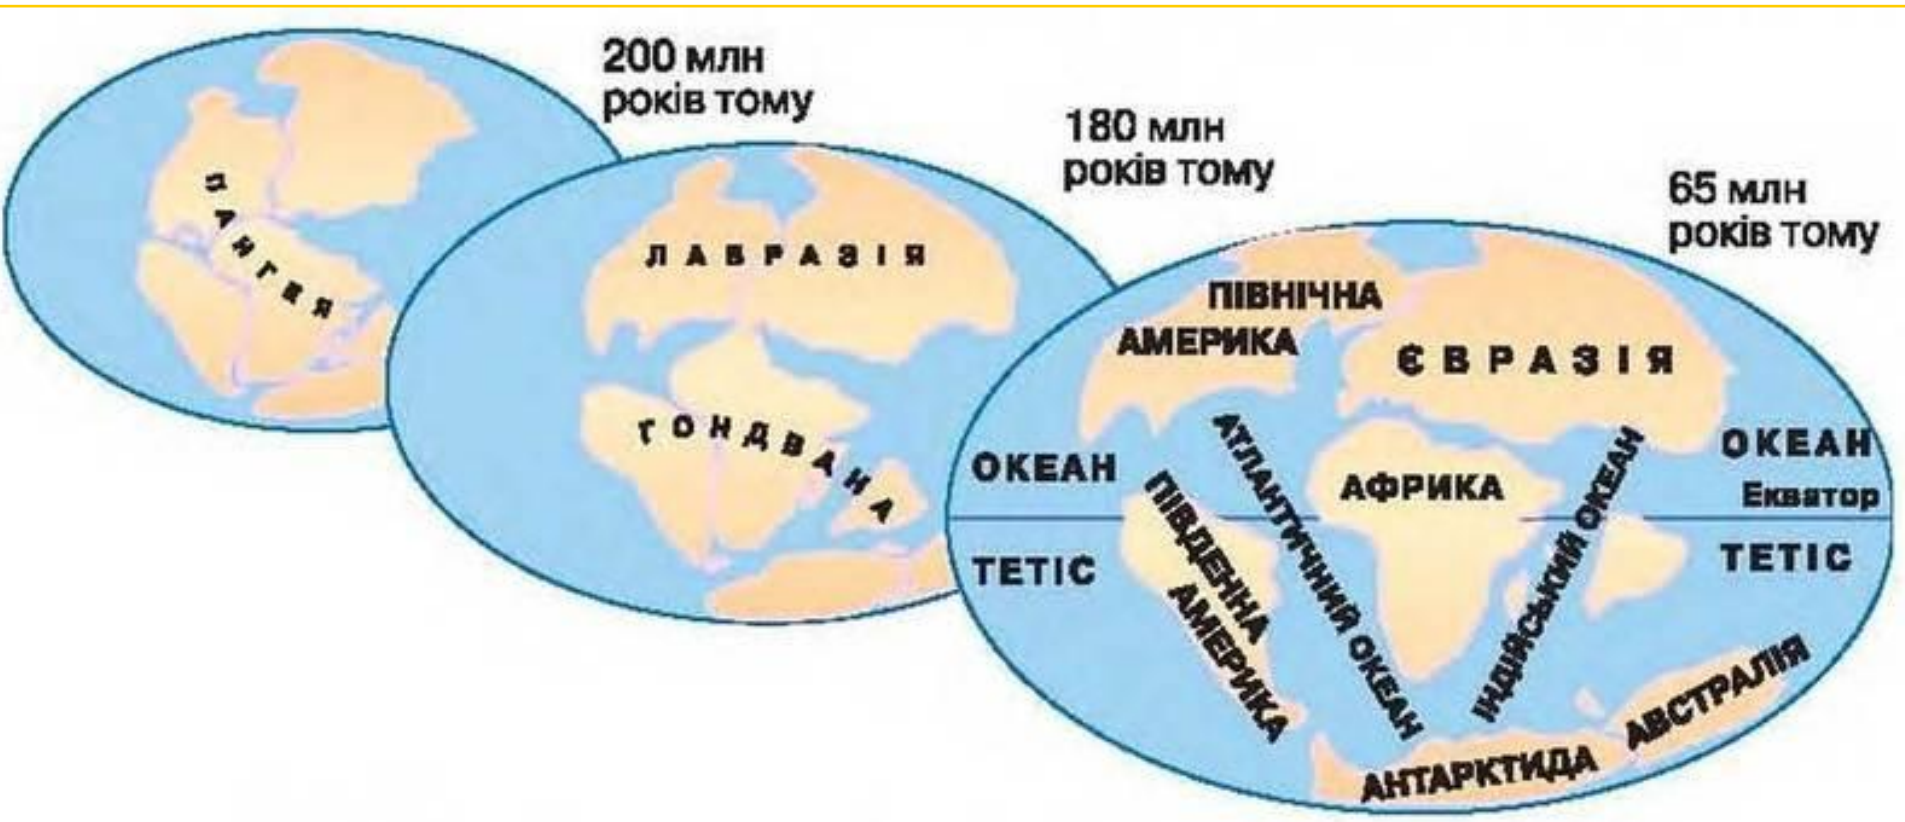 200 млн
років тому
ПАНГЕЯ
180 млн
років тому
ЛАВРАЗІЯ
ГОНДВАНА
65 млн
років тому
ПІВНІЧНА
АМЕРИКА
ЄВРАЗІЯ
ОКЕАН
ТЕТІС
ПІВДЕННА
АМЕРИКА
АТЛАНТИЧНИЙ ОКЕАН
АФРИКА
ІНДІЙСЬКИЙ ОКЕАН
ОКЕАН
Екватор
ТЕТІС
АНТАРКТИДА
АВСТРАЛІЯ